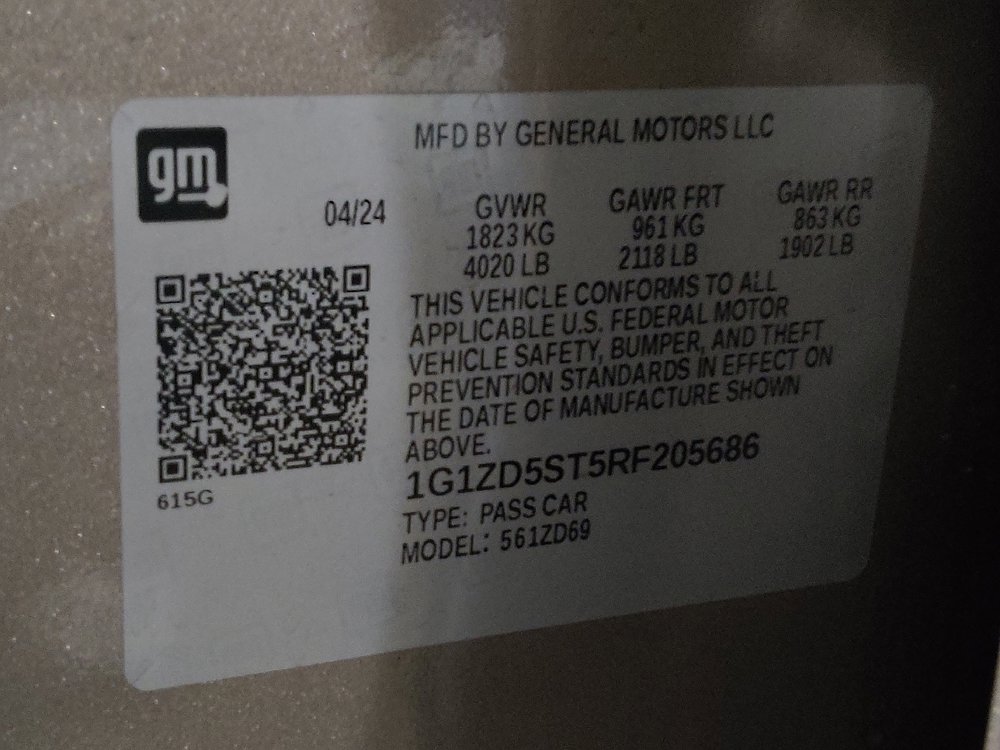 gm
MFD BY GENERAL MOTORS LLC
04/24
GVWR GAWR FRT GAWR RR
1823 KG 961 KG 863 KG
4020 LB 2118 LB 1902 LB
THIS VEHICLE CONFORMS TO ALL
APPLICABLE U.S. FEDERAL MOTOR
VEHICLE SAFETY, BUMPER, AND THEFT
PREVENTION STANDARDS IN EFFECT ON
THE DATE OF MANUFACTURE SHOWN
ABOVE.
1G1ZD5ST5RF205686
TYPE: PASS CAR
MODEL: 561ZD69
615G